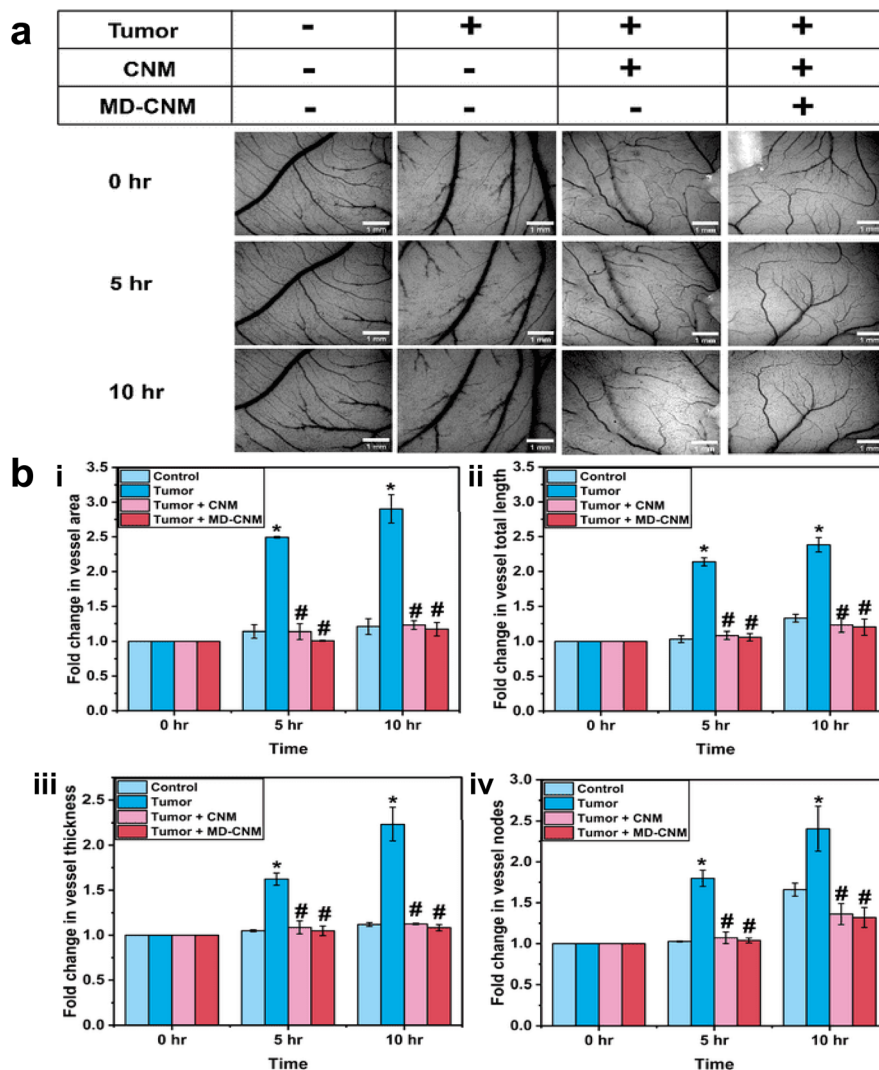 a
Tumor - + + +
CNM - - + +
MD-CNM - - - +
0 hr
1 mm 1 mm 1 mm 1 mm
5 hr
1 mm 1 mm 1 mm 1 mm
10 hr
1 mm 1 mm 1 mm 1 mm
b
i
Fold change in vessel area
3.5
3.0
2.5
2.0
1.5
1.0
0.5
0.0
Control
Tumor
Tumor + CNM
Tumor + MD-CNM
* # #
* # #
0 hr 5 hr 10 hr
Time
ii
Fold change in vessel total length
3.5
3.0
2.5
2.0
1.5
1.0
0.5
0.0
Control
Tumor
Tumor + CNM
Tumor + MD-CNM
* # #
* # #
0 hr 5 hr 10 hr
Time
iii
Fold change in vessel thickness
2.5
2.0
1.5
1.0
0.5
0.0
Control
Tumor
Tumor + CNM
Tumor + MD-CNM
* # #
* # #
0 hr 5 hr 10 hr
Time
iv
Fold change in vessel nodes
3.0
2.5
2.0
1.5
1.0
0.5
0.0
Control
Tumor
Tumor + CNM
Tumor + MD-CNM
* # #
* # #
0 hr 5 hr 10 hr
Time